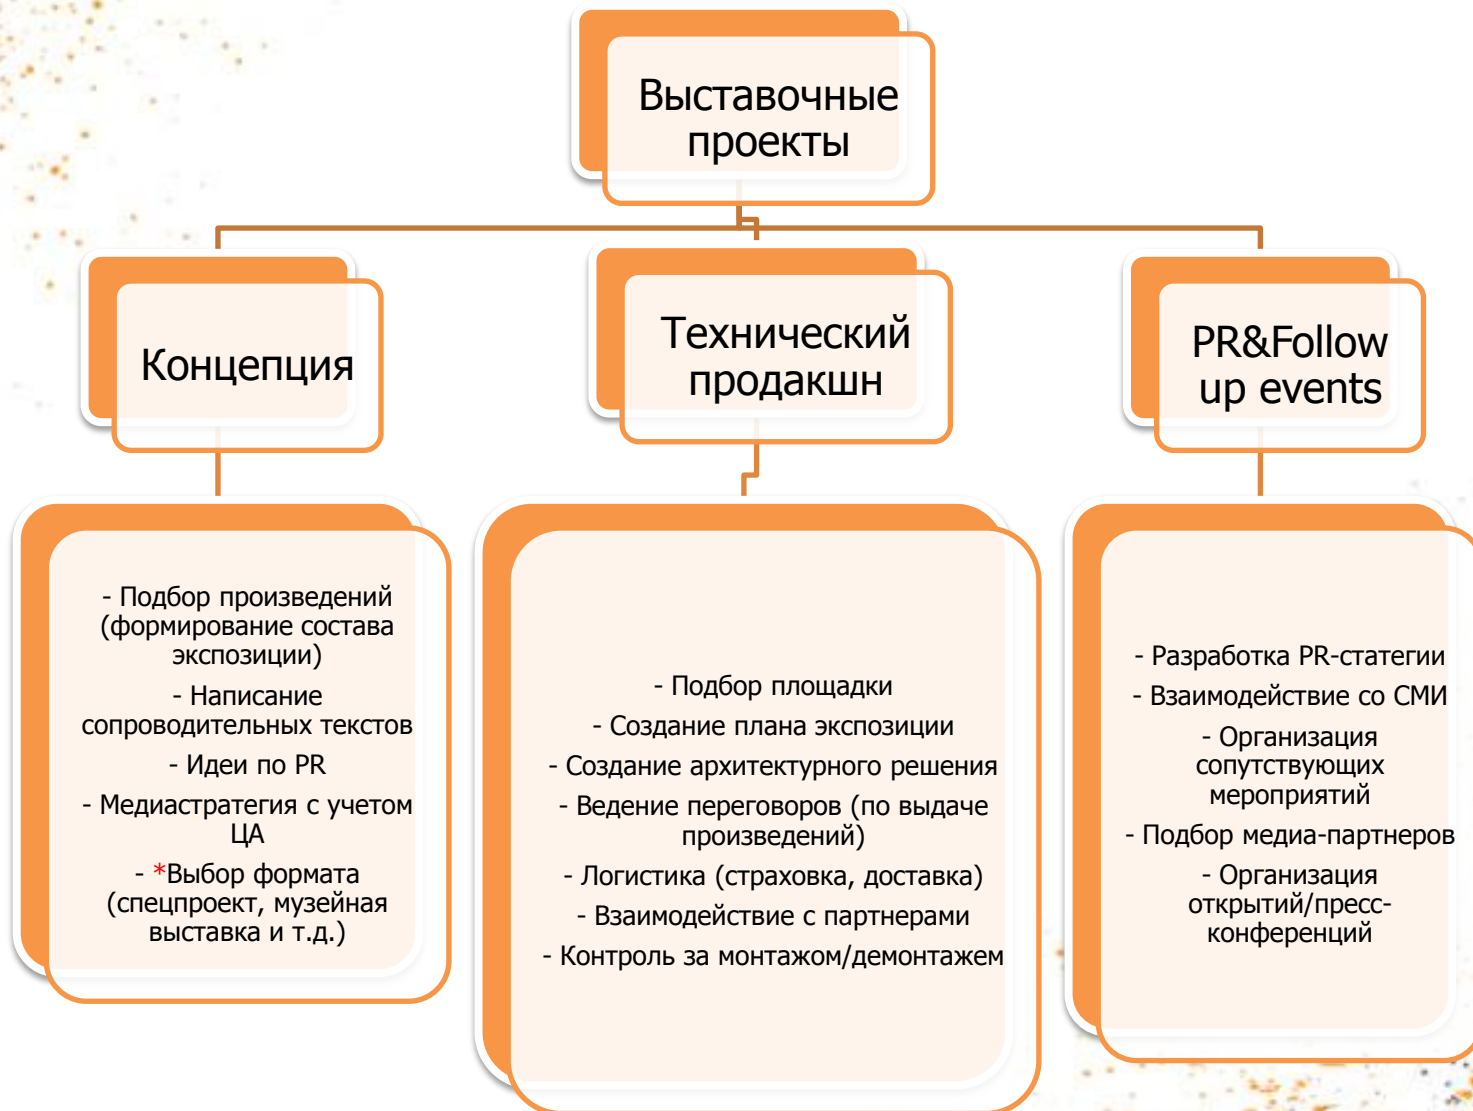 Выставочные
проекты
Концепция
Технический
продакшн
PR&Follow
up events
- Подбор произведений
(формирование состава
экспозиции)
- Написание
сопроводительных текстов
- Идеи по PR
- Медиастратегия с учетом
ЦА
- *Выбор формата
(спецпроект, музейная
выставка и т.д.)
- Подбор площадки
- Создание плана экспозиции
- Создание архитектурного решения
- Ведение переговоров (по выдаче
произведений)
- Логистика (страховка, доставка)
- Взаимодействие с партнерами
- Контроль за монтажом/демонтажем
- Разработка PR-статегии
- Взаимодействие со СМИ
- Организация
сопутствующих
мероприятий
- Подбор медиа-партнеров
- Организация
открытий/пресс-
конференций